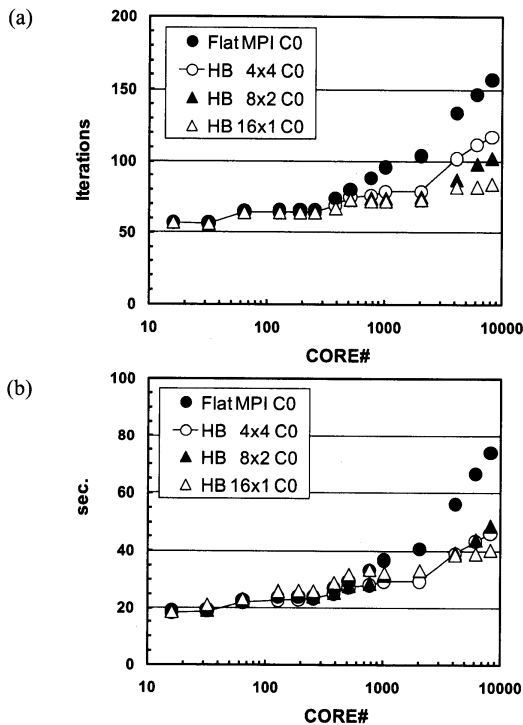 (a)
200
150
100
50
0
Iterations
Flat MPI C0
HB 4x4 C0
HB 8x2 C0
HB 16x1 C0
10 100 1000 10000
CORE#
(b)
100
80
60
40
20
0
sec.
Flat MPI C0
HB 4x4 C0
HB 8x2 C0
HB 16x1 C0
10 100 1000 10000
CORE#